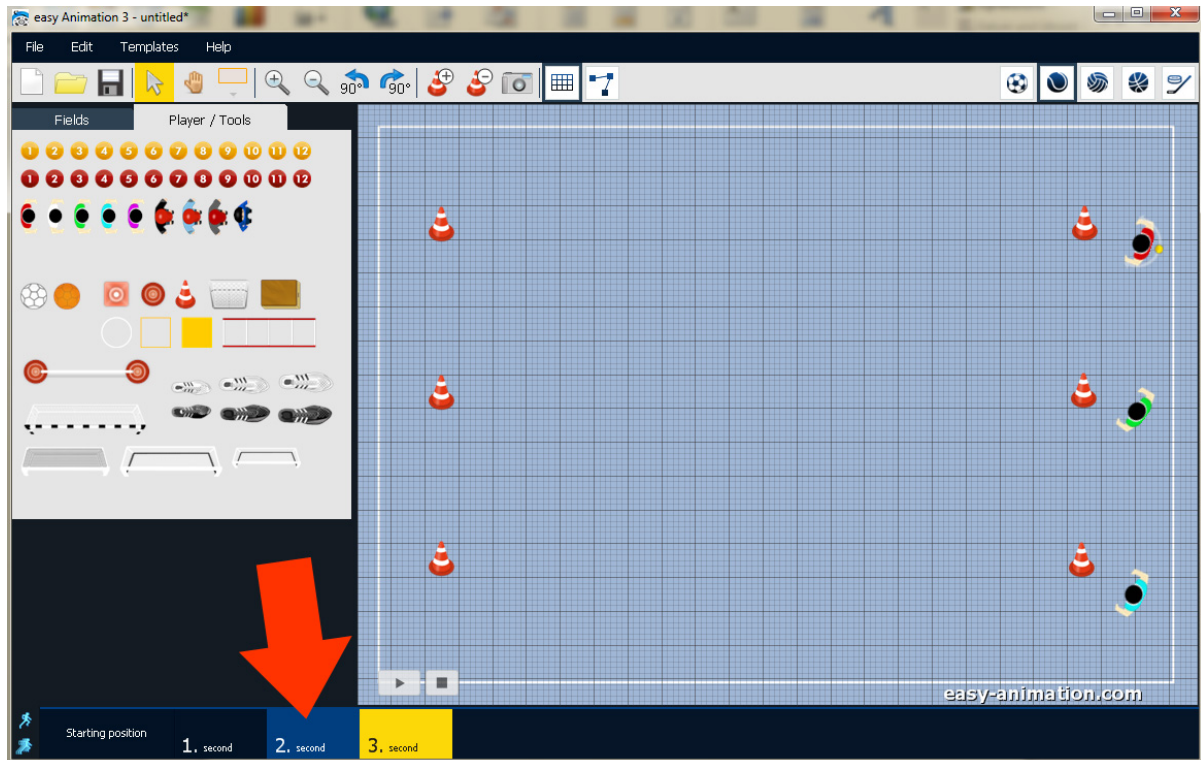 easy Animation 3 - untitled*
File Edit Templates Help
90° 90°
Fields Player / Tools
1 2 3 4 5 6 7 8 9 10 11 12
1 2 3 4 5 6 7 8 9 10 11 12
easy-animation.com
Starting position 1. second 2. second 3. second